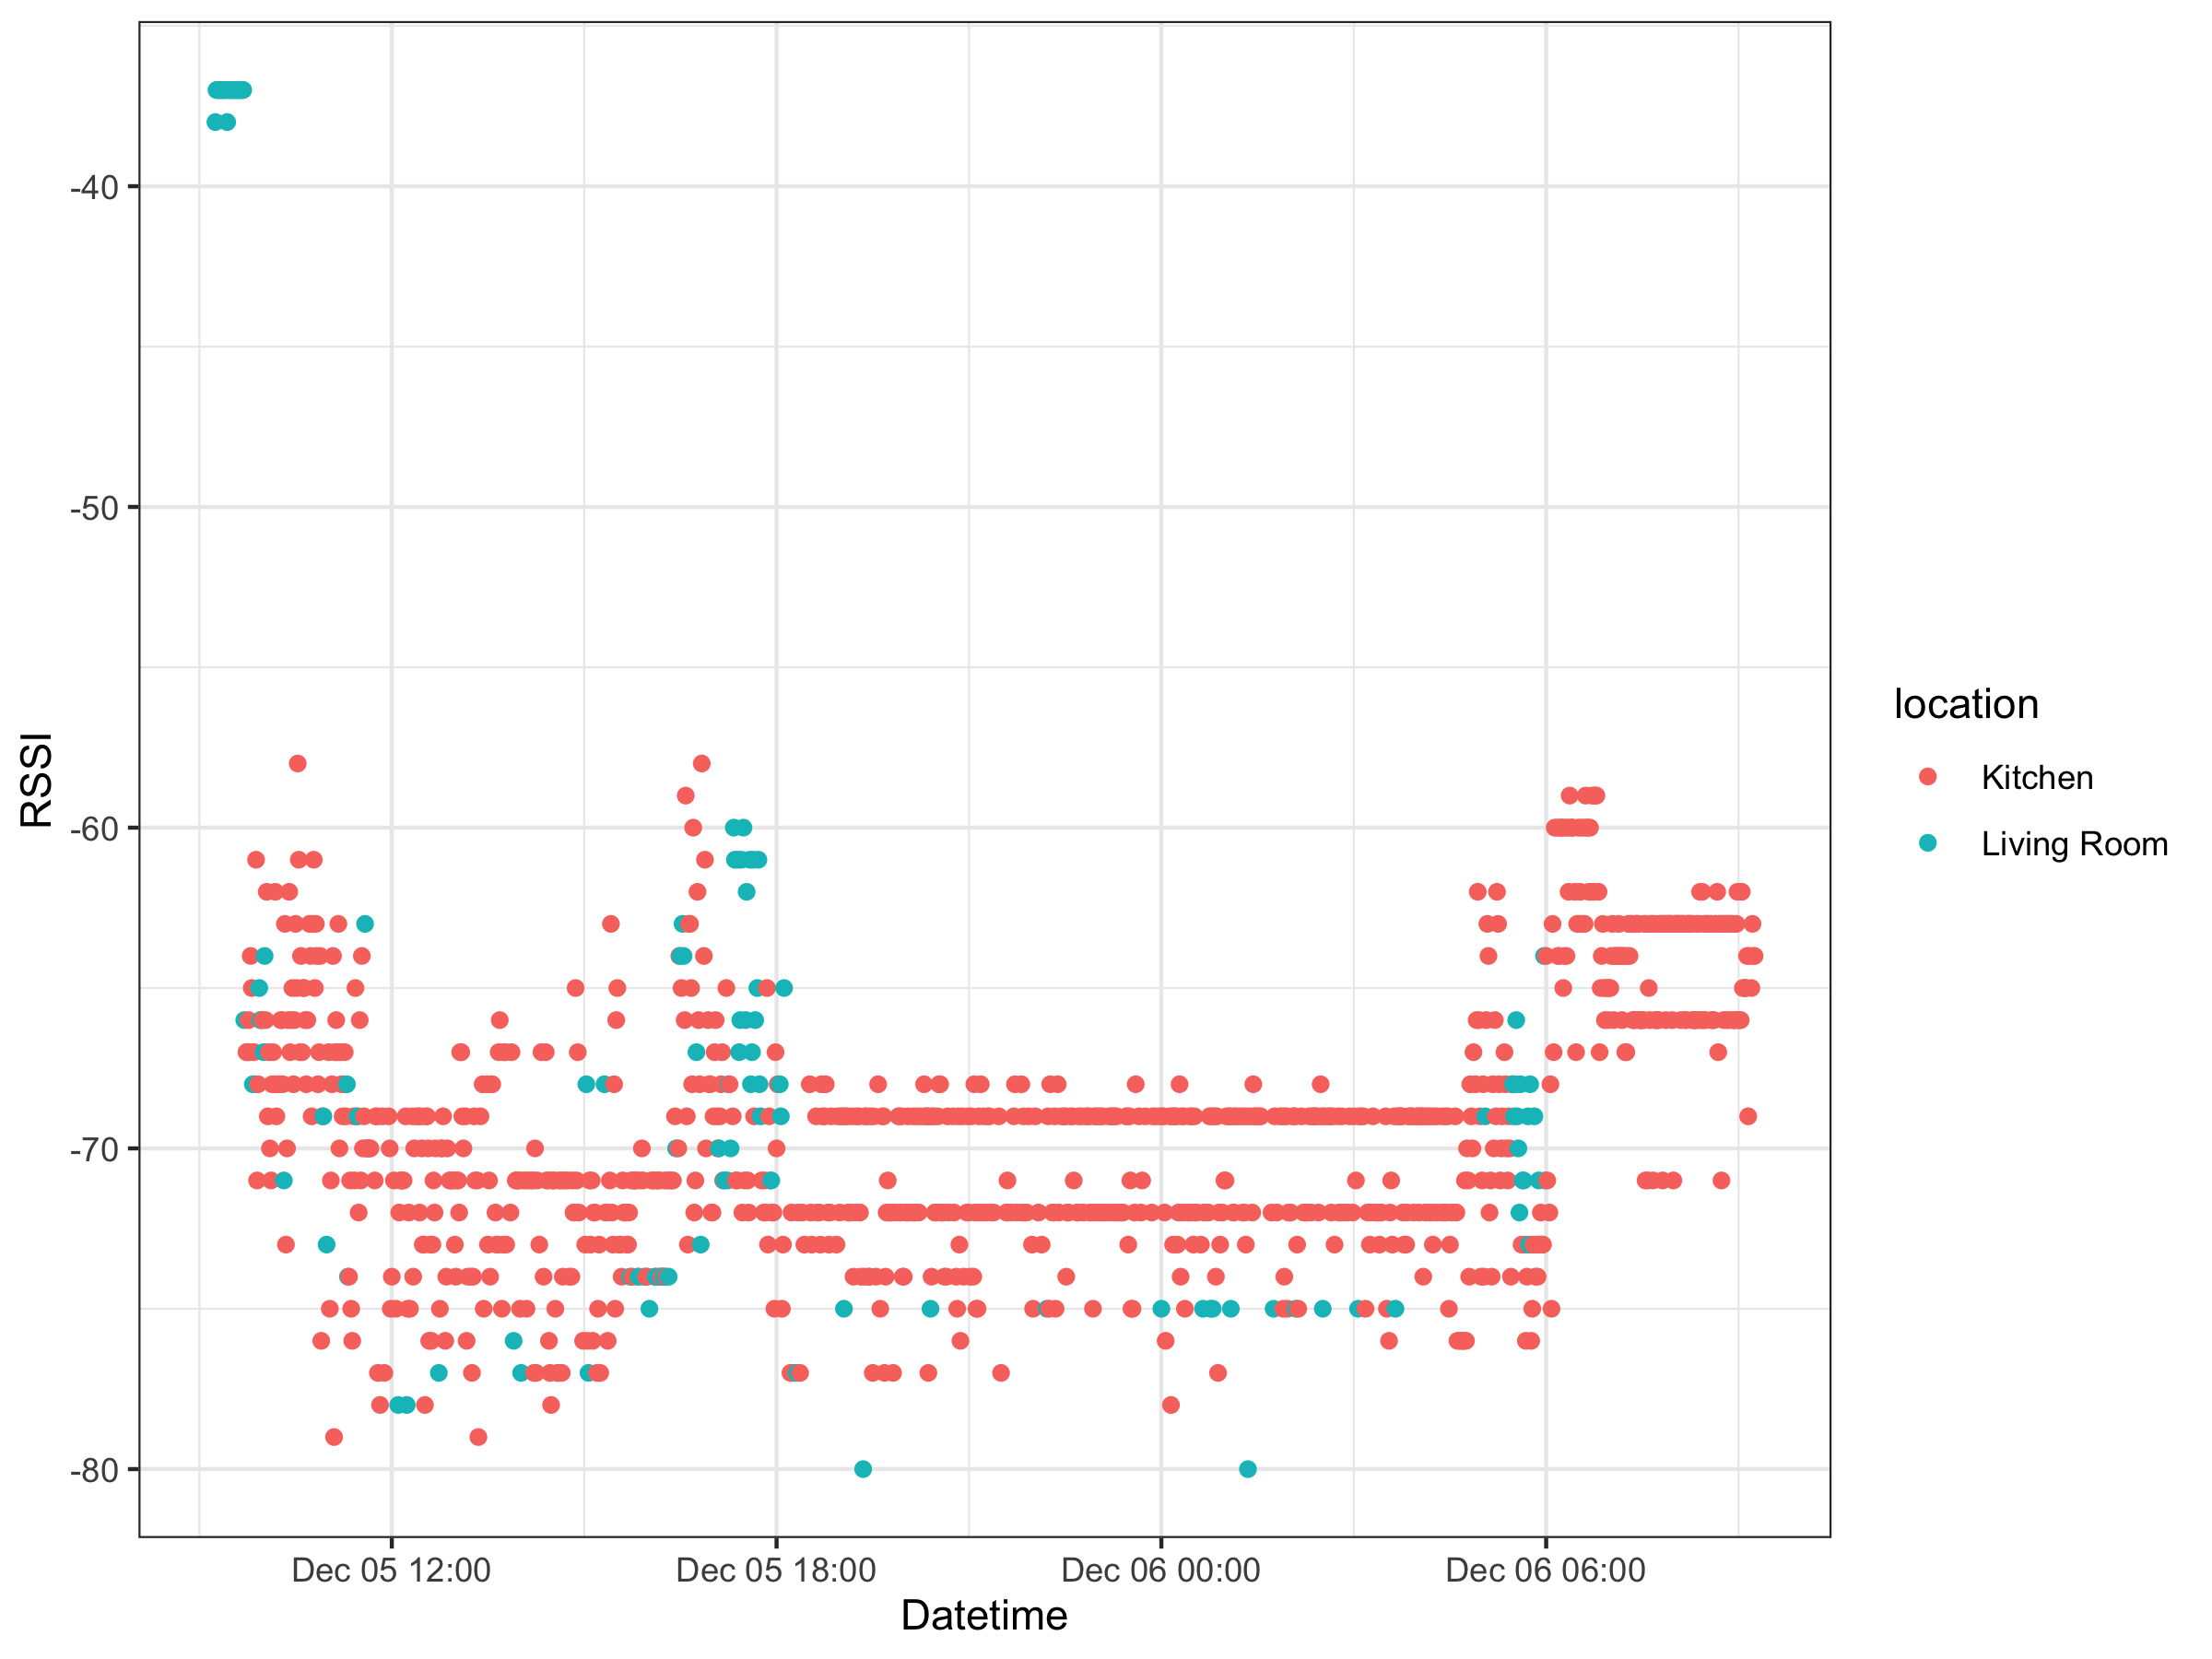 -40
-50
-60
-70
-80
RSSI
Dec 05 12:00
Dec 05 18:00
Dec 06 00:00
Dec 06 06:00
Datetime
location
Kitchen
Living Room